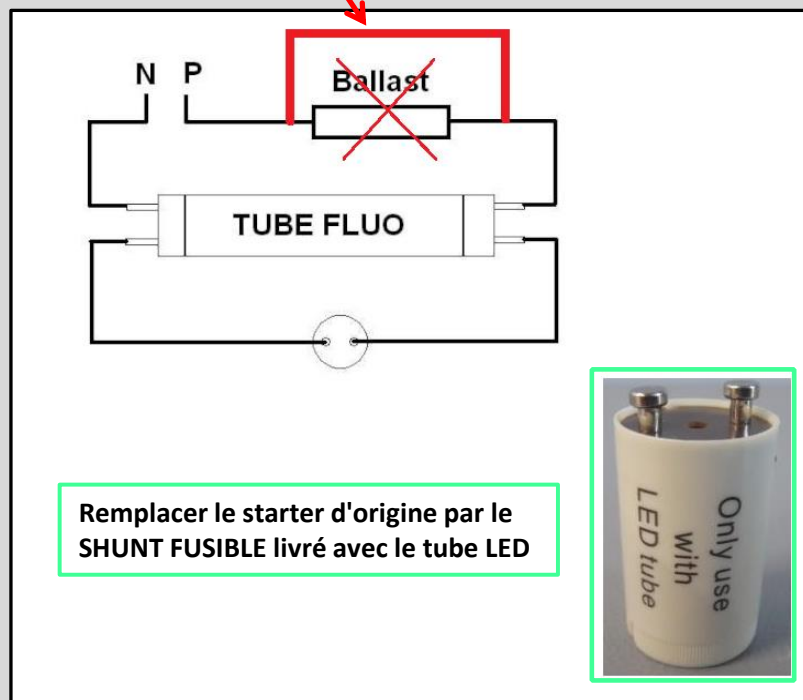 N P
Ballast
TUBE FLUO
Remplacer le starter d'origine par le
SHUNT FUSIBLE livré avec le tube LED
Only use
with
LED tube